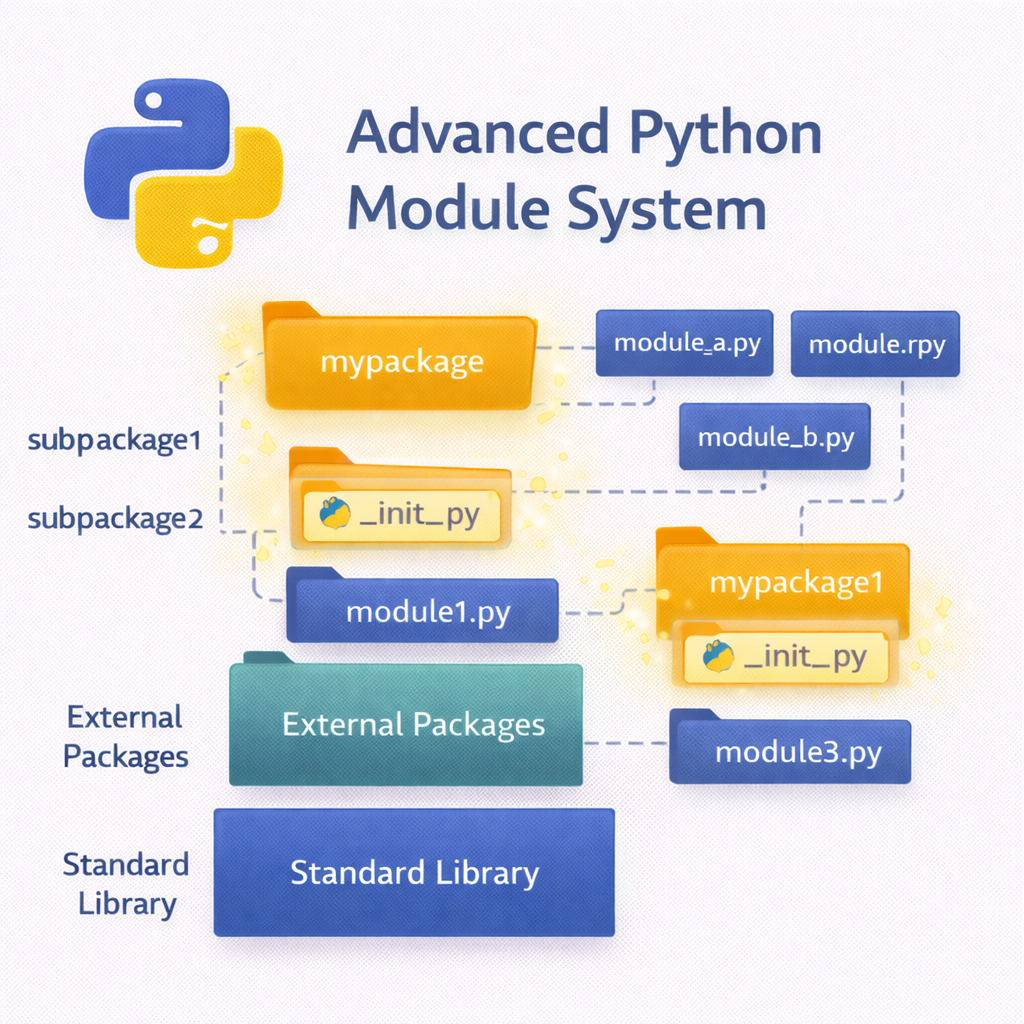 Advanced Python
Module System
mypackage
module_a.py
module.rpy
subpackage1
module_b.py
subpackage2
_init_py
mypackage1
module1.py
_init_py
External
Packages
External Packages
module3.py
Standard
Library
Standard Library